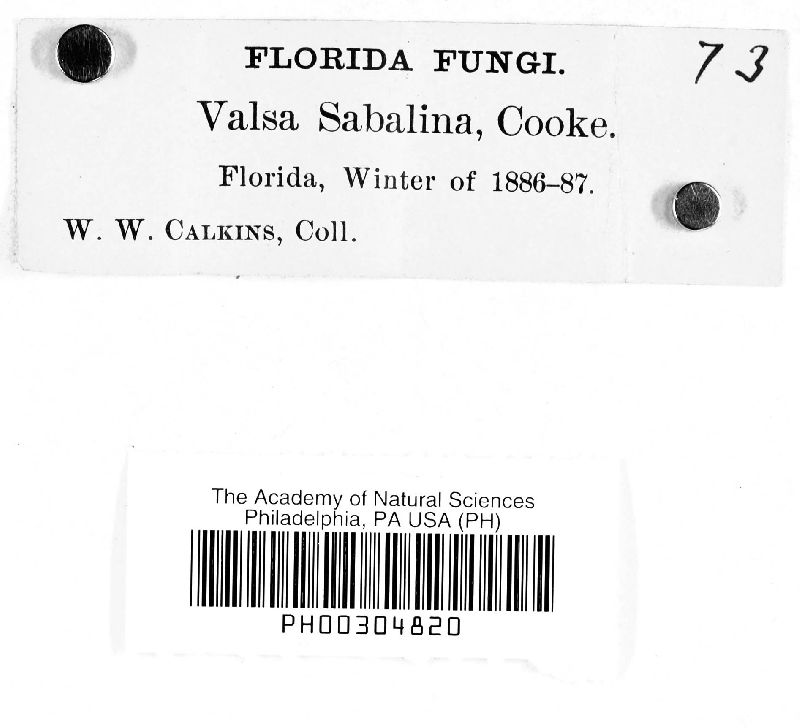 FLORIDA FUNGI. 73
Valsa Sabalina, Cooke.
Florida, Winter of 1886–87.
W. W. CALKINS, Coll.
The Academy of Natural Sciences
Philadelphia, PA USA (PH)
PH00304820